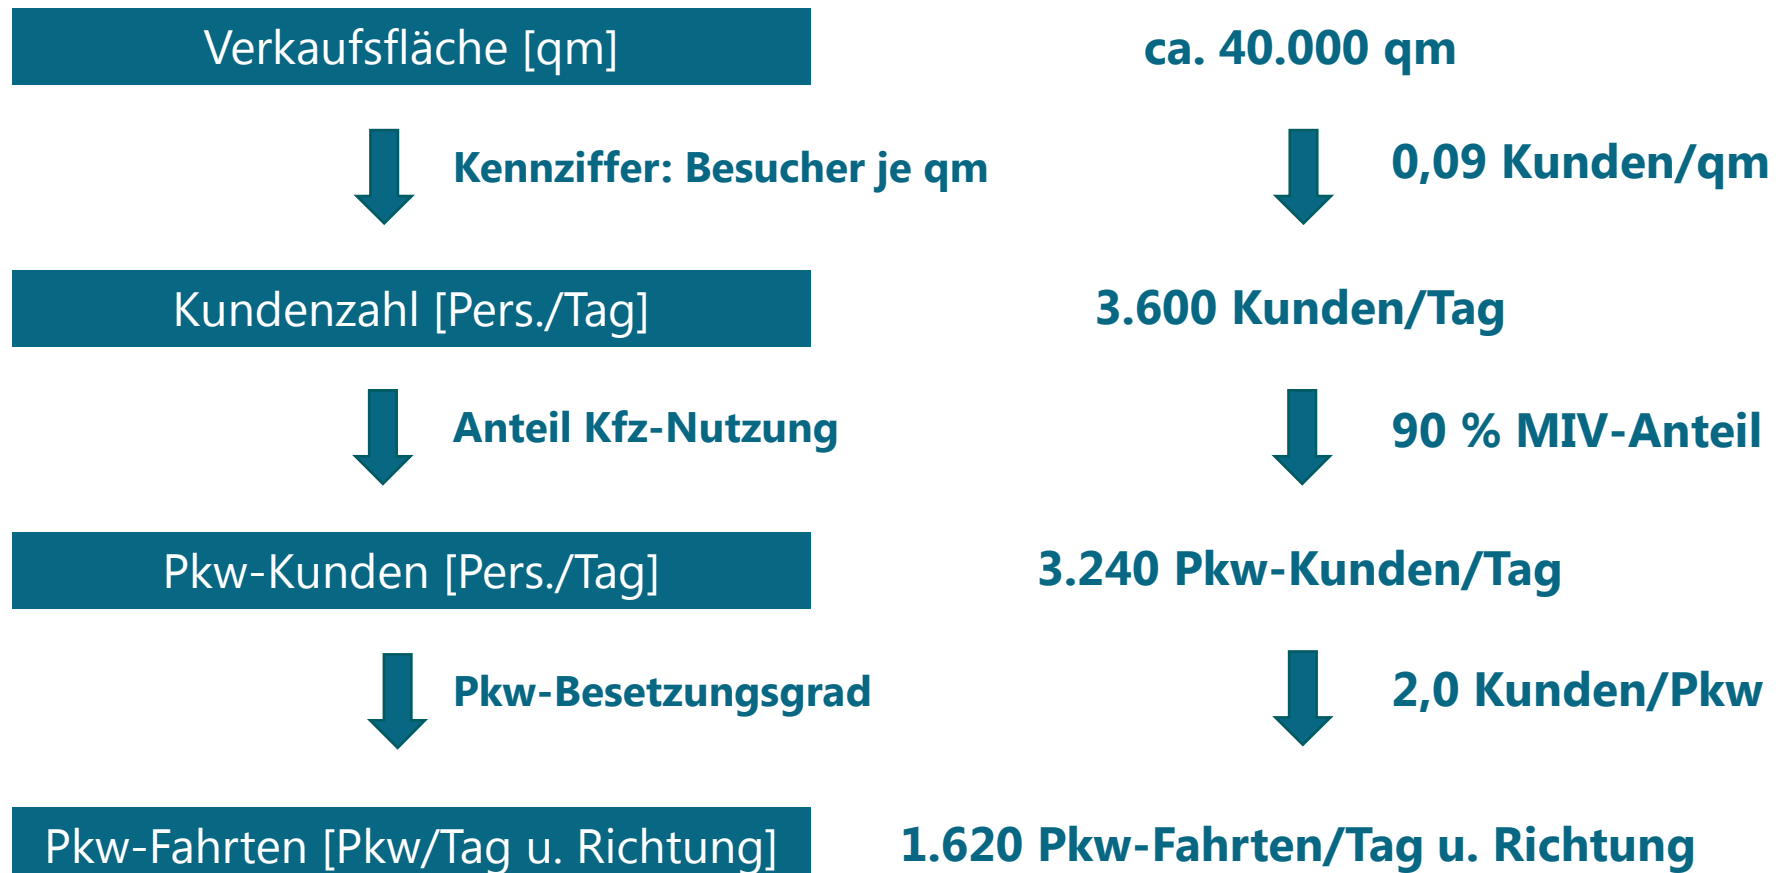 Verkaufsfläche [qm]
ca. 40.000 qm
Kennziffer: Besucher je qm
0,09 Kunden/qm
Kundenzahl [Pers./Tag]
3.600 Kunden/Tag
Anteil Kfz-Nutzung
90 % MIV-Anteil
Pkw-Kunden [Pers./Tag]
3.240 Pkw-Kunden/Tag
Pkw-Besetzungsgrad
2,0 Kunden/Pkw
Pkw-Fahrten [Pkw/Tag u. Richtung]
1.620 Pkw-Fahrten/Tag u. Richtung